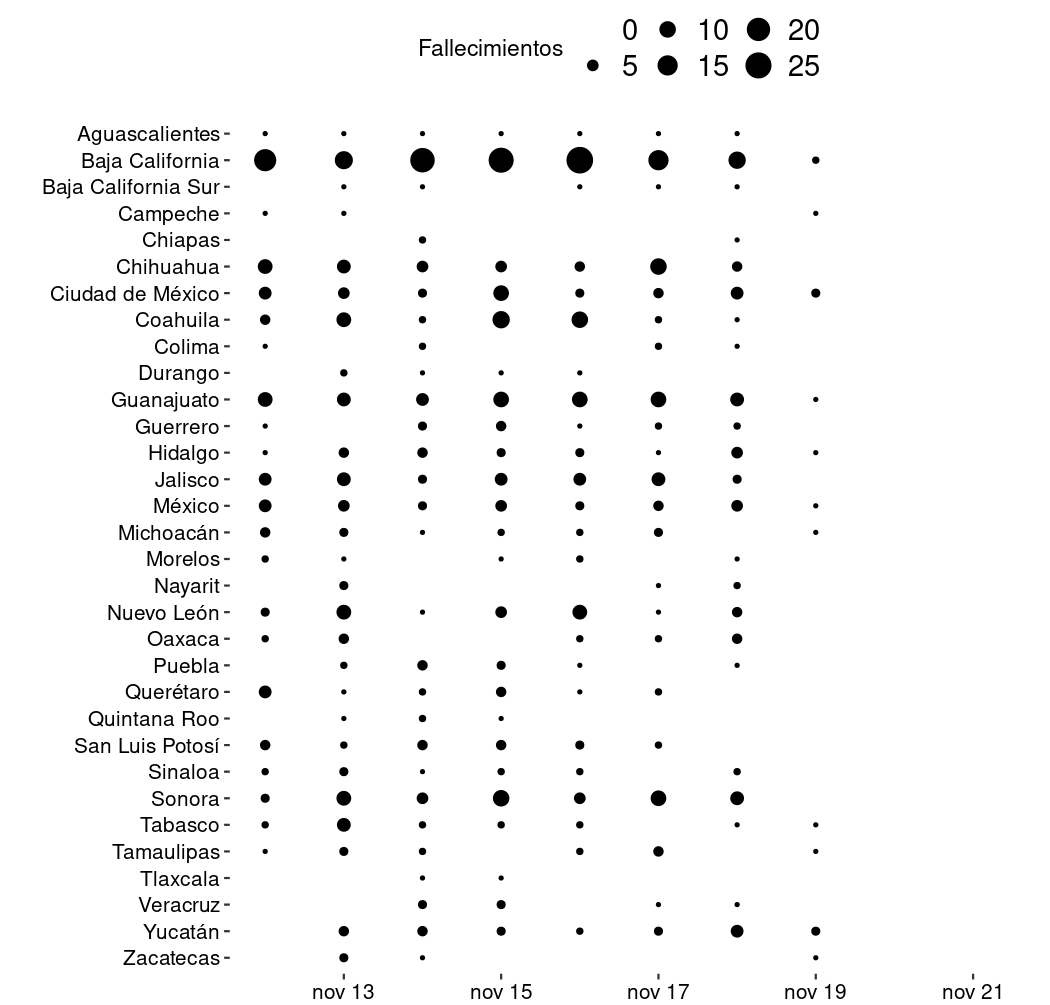 Fallecimientos
0 10 20
5 15 25
Aguascalientes
Baja California
Baja California Sur
Campeche
Chiapas
Chihuahua
Ciudad de México
Coahuila
Colima
Durango
Guanajuato
Guerrero
Hidalgo
Jalisco
México
Michoacán
Morelos
Nayarit
Nuevo León
Oaxaca
Puebla
Querétaro
Quintana Roo
San Luis Potosí
Sinaloa
Sonora
Tabasco
Tamaulipas
Tlaxcala
Veracruz
Yucatán
Zacatecas
nov 13 nov 15 nov 17 nov 19 nov 21